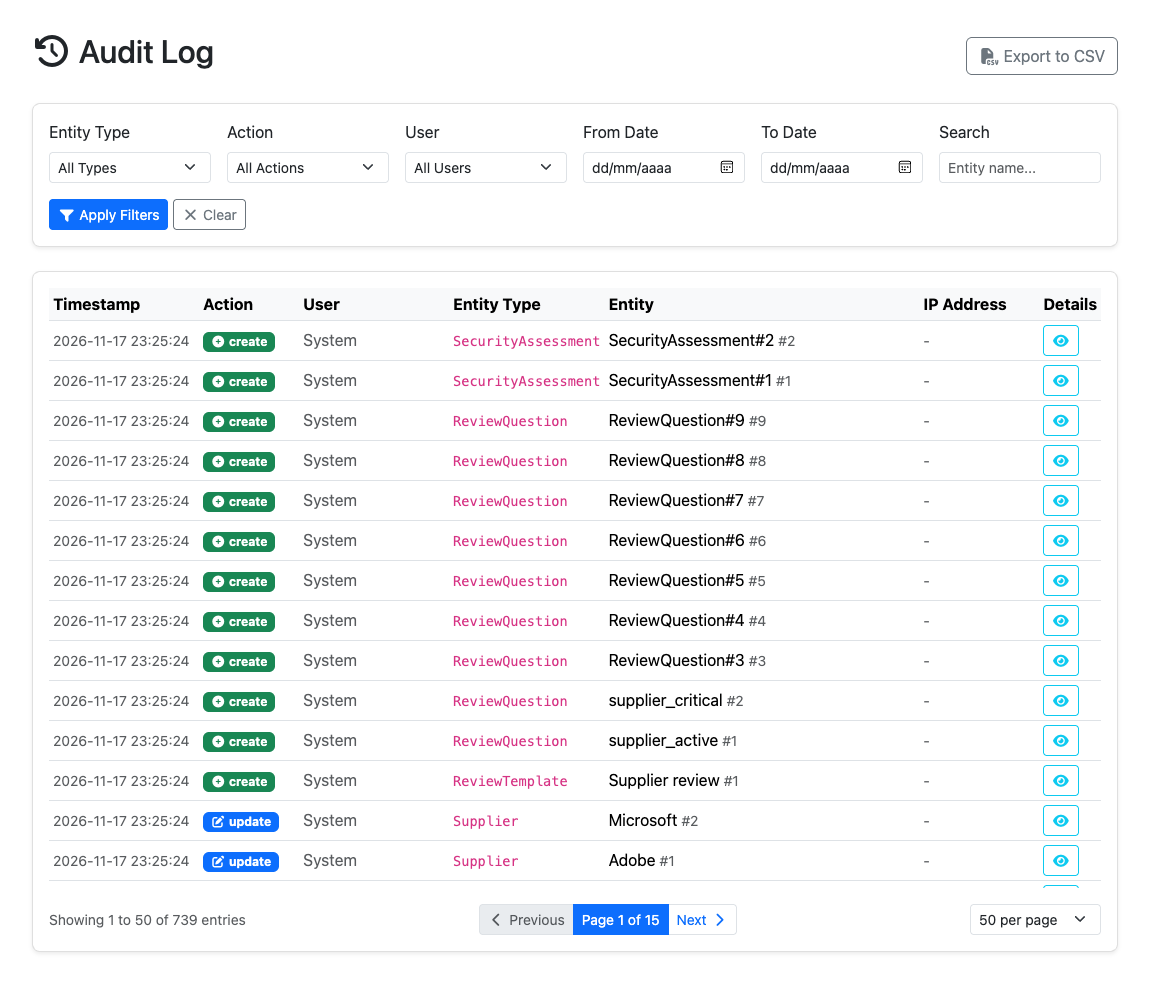 Audit Log
CSV Export to CSV
Entity Type Action User From Date To Date Search
All Types All Actions All Users dd/mm/aaaa dd/mm/aaaa Entity name...
Apply Filters Clear
Timestamp Action User Entity Type Entity IP Address Details
2026-11-17 23:25:24 create System SecurityAssessment SecurityAssessment#2 #2 -
2026-11-17 23:25:24 create System SecurityAssessment SecurityAssessment#1 #1 -
2026-11-17 23:25:24 create System ReviewQuestion ReviewQuestion#9 #9 -
2026-11-17 23:25:24 create System ReviewQuestion ReviewQuestion#8 #8 -
2026-11-17 23:25:24 create System ReviewQuestion ReviewQuestion#7 #7 -
2026-11-17 23:25:24 create System ReviewQuestion ReviewQuestion#6 #6 -
2026-11-17 23:25:24 create System ReviewQuestion ReviewQuestion#5 #5 -
2026-11-17 23:25:24 create System ReviewQuestion ReviewQuestion#4 #4 -
2026-11-17 23:25:24 create System ReviewQuestion ReviewQuestion#3 #3 -
2026-11-17 23:25:24 create System ReviewQuestion supplier_critical #2 -
2026-11-17 23:25:24 create System ReviewQuestion supplier_active #1 -
2026-11-17 23:25:24 create System ReviewTemplate Supplier review #1 -
2026-11-17 23:25:24 update System Supplier Microsoft #2 -
2026-11-17 23:25:24 update System Supplier Adobe #1 -
Showing 1 to 50 of 739 entries Previous Page 1 of 15 Next 50 per page